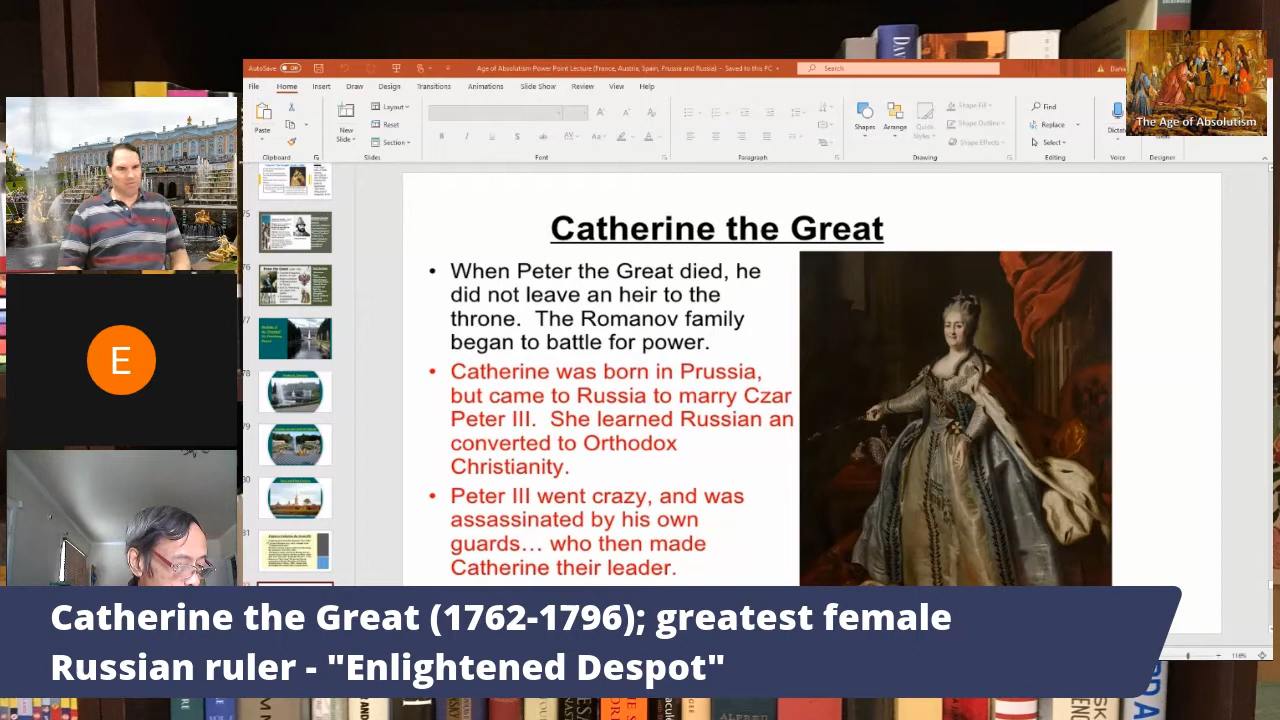 AutoSave On
Age of Absolutism Power Point Lecture (France, Austria, Spain, Prussia and Russia) - Saved to this PC
Search
The Age of Absolutism
File Home Insert Draw Design Transitions Animations Slide Show Review View Help
Paste
New
Slide
Layout
Reset
Section
Shapes
Arrange
Quick
Styles
Shape Fill
Shape Outline
Shape Effects
Find
Replace
Select
Clipboard
Slides
Font
Paragraph
Drawing
Editing
Voice
Designer
Catherine the Great
• When Peter the Great died, he
did not leave an heir to the
throne. The Romanov family
began to battle for power.
• Catherine was born in Prussia,
but came to Russia to marry Czar
Peter III. She learned Russian an
converted to Orthodox
Christianity.
• Peter III went crazy, and was
assassinated by his own
guards… who then made
Catherine their leader.
E
Catherine the Great (1762-1796); greatest female
Russian ruler - "Enlightened Despot"